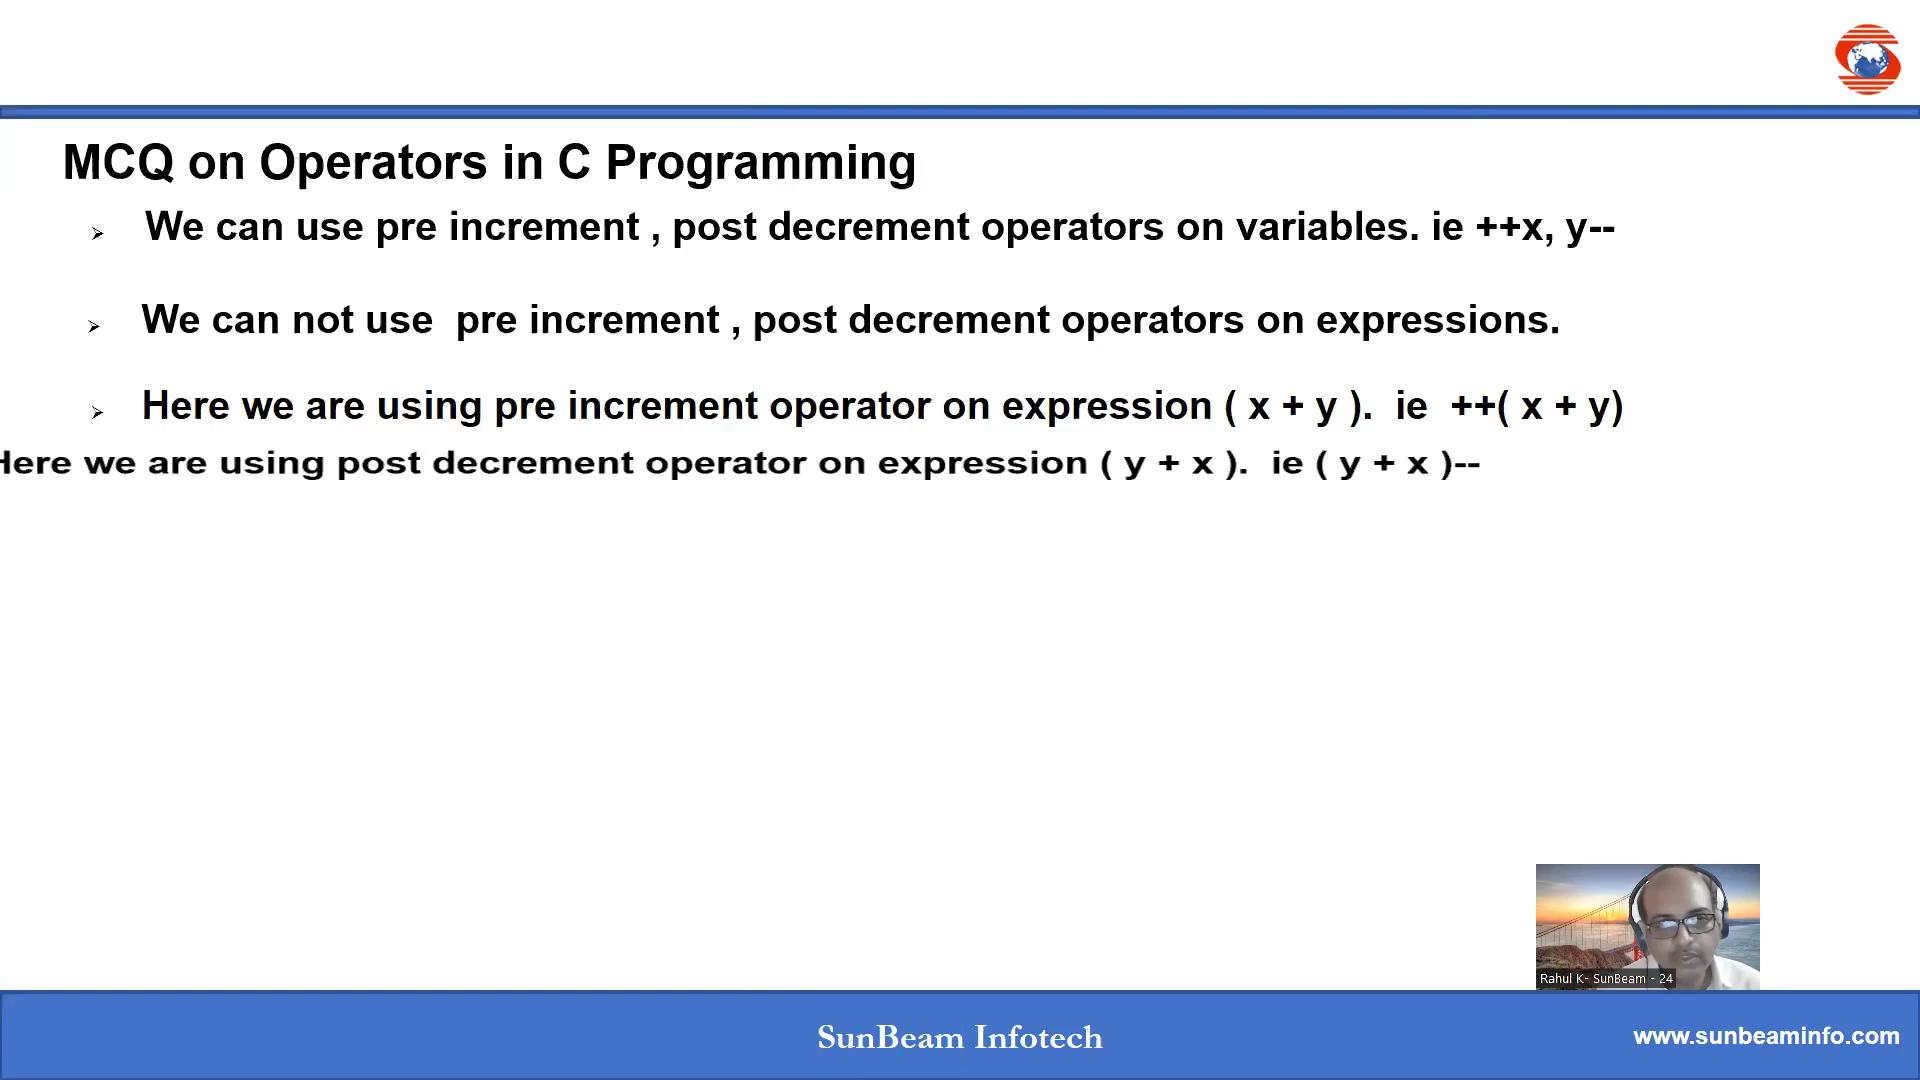 MCQ on Operators in C Programming
We can use pre increment , post decrement operators on variables. ie ++x, y--
We can not use pre increment , post decrement operators on expressions.
Here we are using pre increment operator on expression ( x + y ). ie ++( x + y)
Here we are using post decrement operator on expression ( y + x ). ie ( y + x )--
Rahul K- SunBeam - 24
SunBeam Infotech
www.sunbeaminfo.com